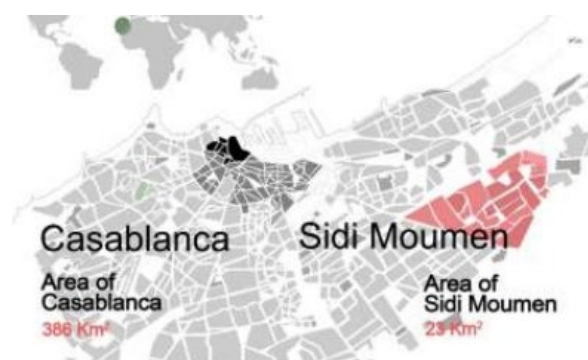 Casablanca
Sidi Moumen
Area of
Casablanca
386 Km²
Area of
Sidi Moumen
23 Km²